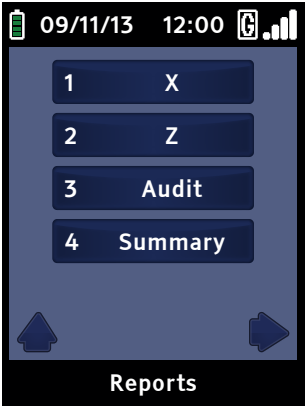 09/11/13 12:00 G
1 X
2 Z
3 Audit
4 Summary
Reports